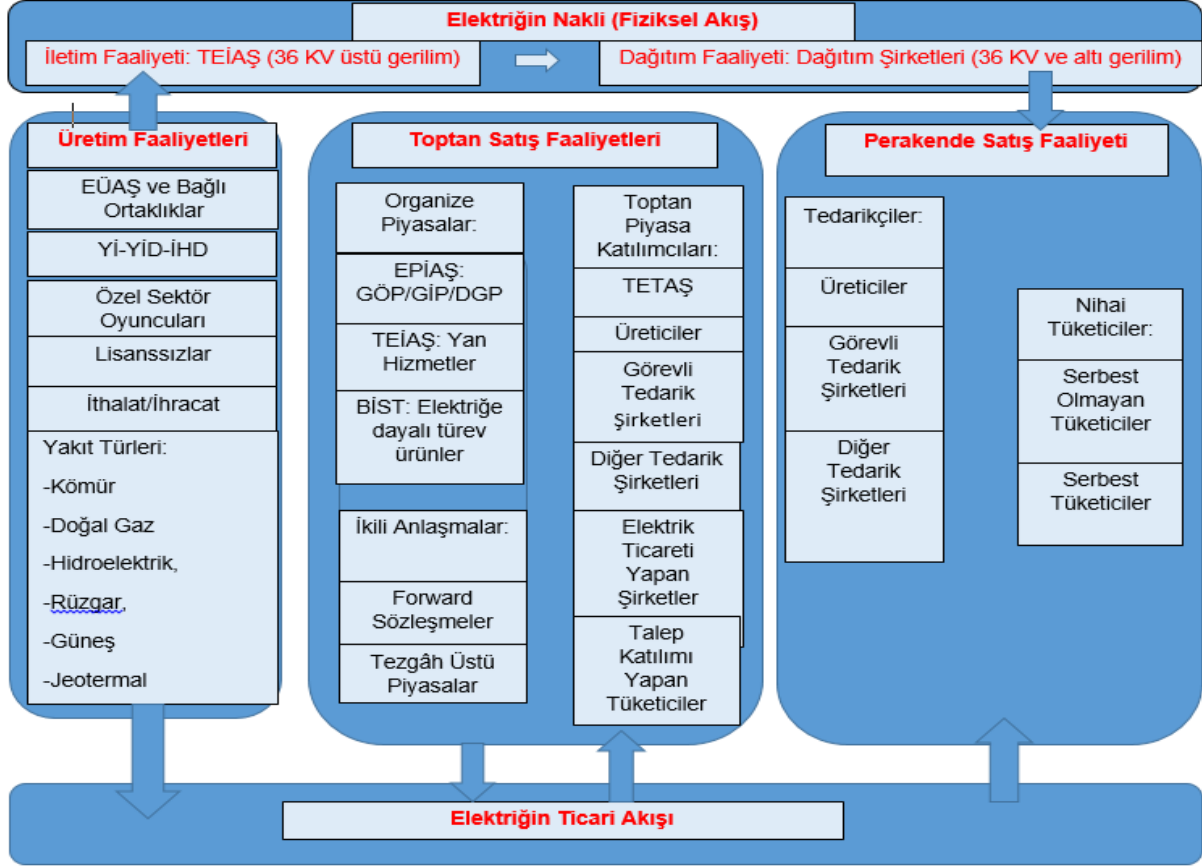 Elektriğin Nakli (Fiziksel Akış)
İletim Faaliyeti: TEİAŞ (36 KV üstü gerilim)
Dağıtım Faaliyeti: Dağıtım Şirketleri (36 KV ve altı gerilim)
Üretim Faaliyetleri
EÜAŞ ve Bağlı
Ortaklıklar
Yİ-YİD-İHD
Özel Sektör
Oyuncuları
Lisanssızlar
İthalat/İhracat
Yakıt Türleri:
-Kömür
-Doğal Gaz
-Hidroelektrik,
-Rüzgar,
-Güneş
-Jeotermal
Toptan Satış Faaliyetleri
Organize
Piyasalar:
EPİAŞ:
GÖP/GİP/DGP
TEİAŞ: Yan
Hizmetler
BİST: Elektriğe
dayalı türev
ürünler
İkili Anlaşmalar:
Forward
Sözleşmeler
Tezgâh Üstü
Piyasalar
Toptan
Piyasa
Katılımcıları:
TETAŞ
Üreticiler
Görevli
Tedarik
Şirketleri
Diğer Tedarik
Şirketleri
Elektrik
Ticareti
Yapan
Şirketler
Talep
Katılımı
Yapan
Tüketiciler
Perakende Satış Faaliyeti
Tedarikçiler:
Üreticiler
Görevli
Tedarik
Şirketleri
Diğer
Tedarik
Şirketleri
Nihai
Tüketiciler:
Serbest
Olmayan
Tüketiciler
Serbest
Tüketiciler
Elektriğin Ticari Akışı